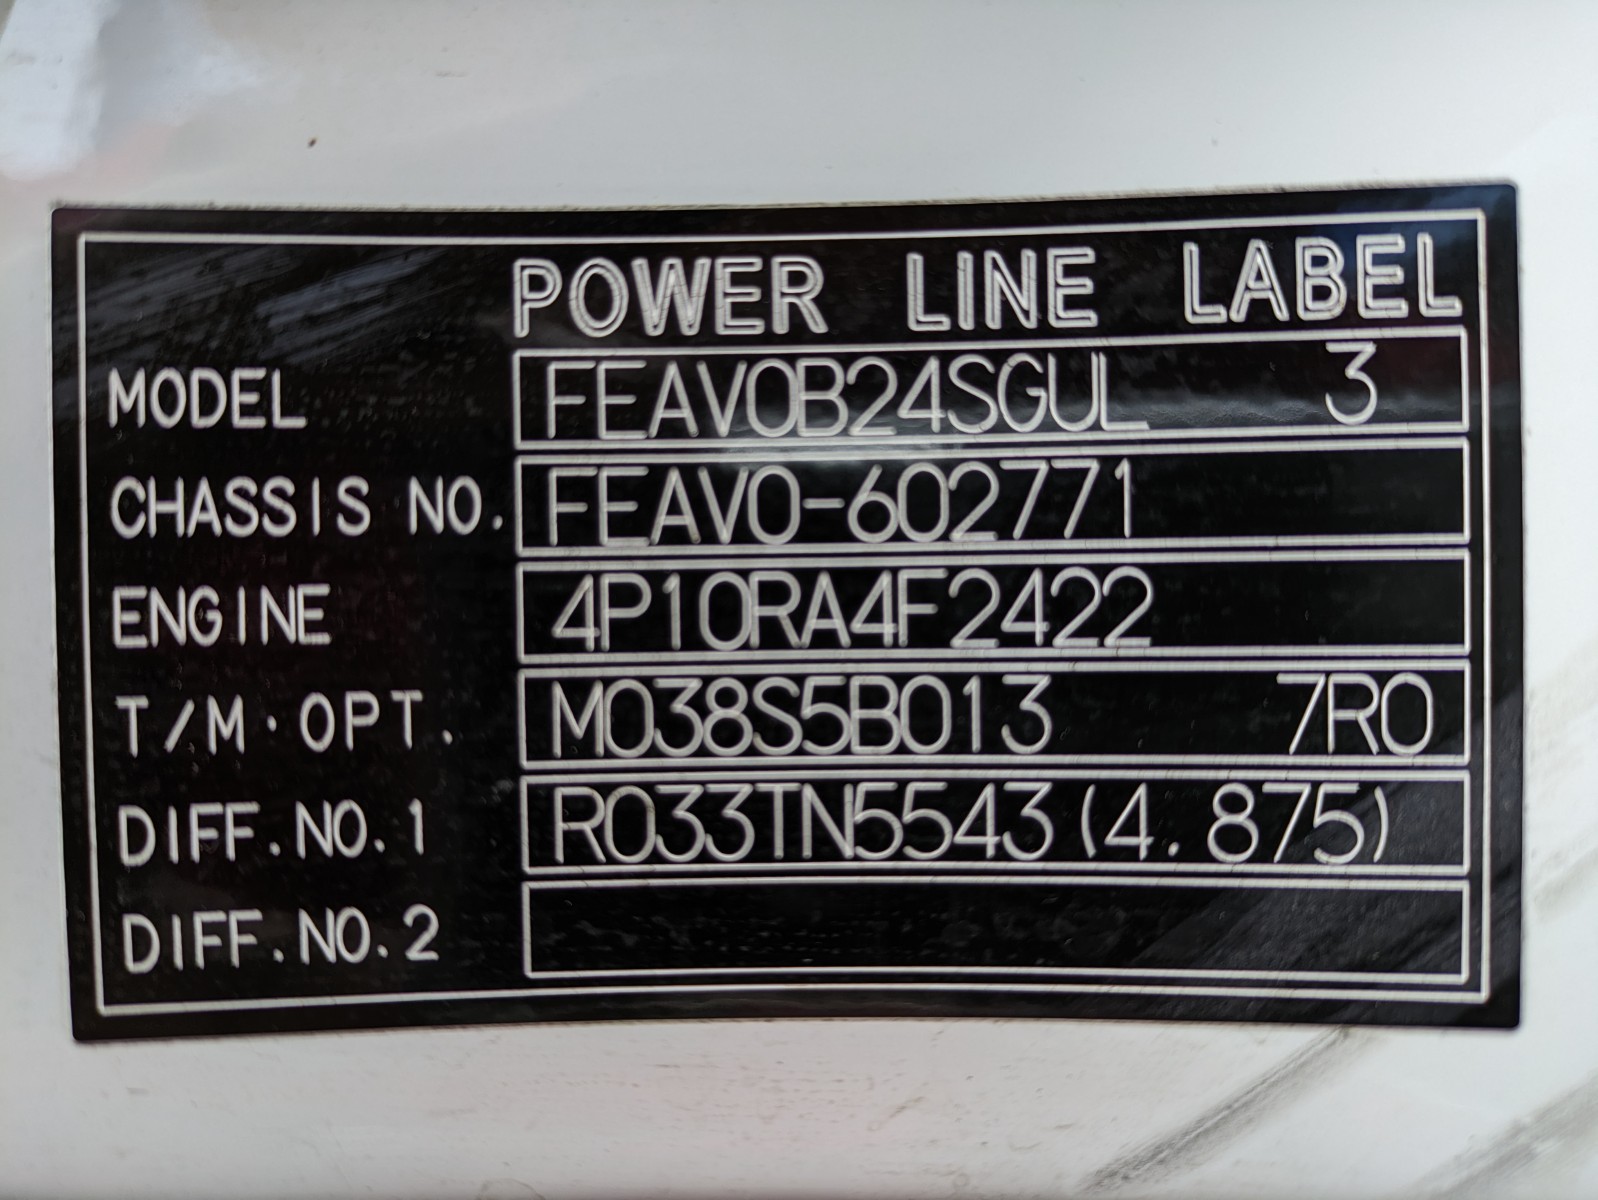 POWER LINE LABEL
MODEL FEAV0B24SGUL 3
CHASSIS NO. FEAV0-602771
ENGINE 4P10RA4F2422
T/M·OPT. M038S5B013 7R0
DIFF.NO.1 R033TN5543(4.875)
DIFF.NO.2